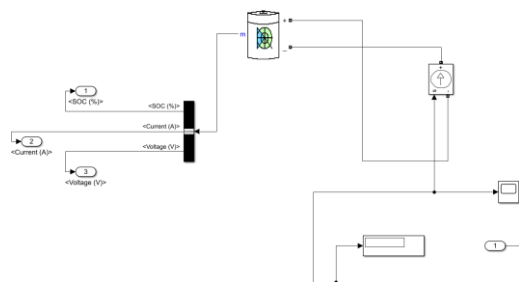 +
m
−
1
<SOC (%)>
<SOC (%)>
<Current (A)>
2
<Current (A)>
<Voltage (V)>
3
<Voltage (V)>
1